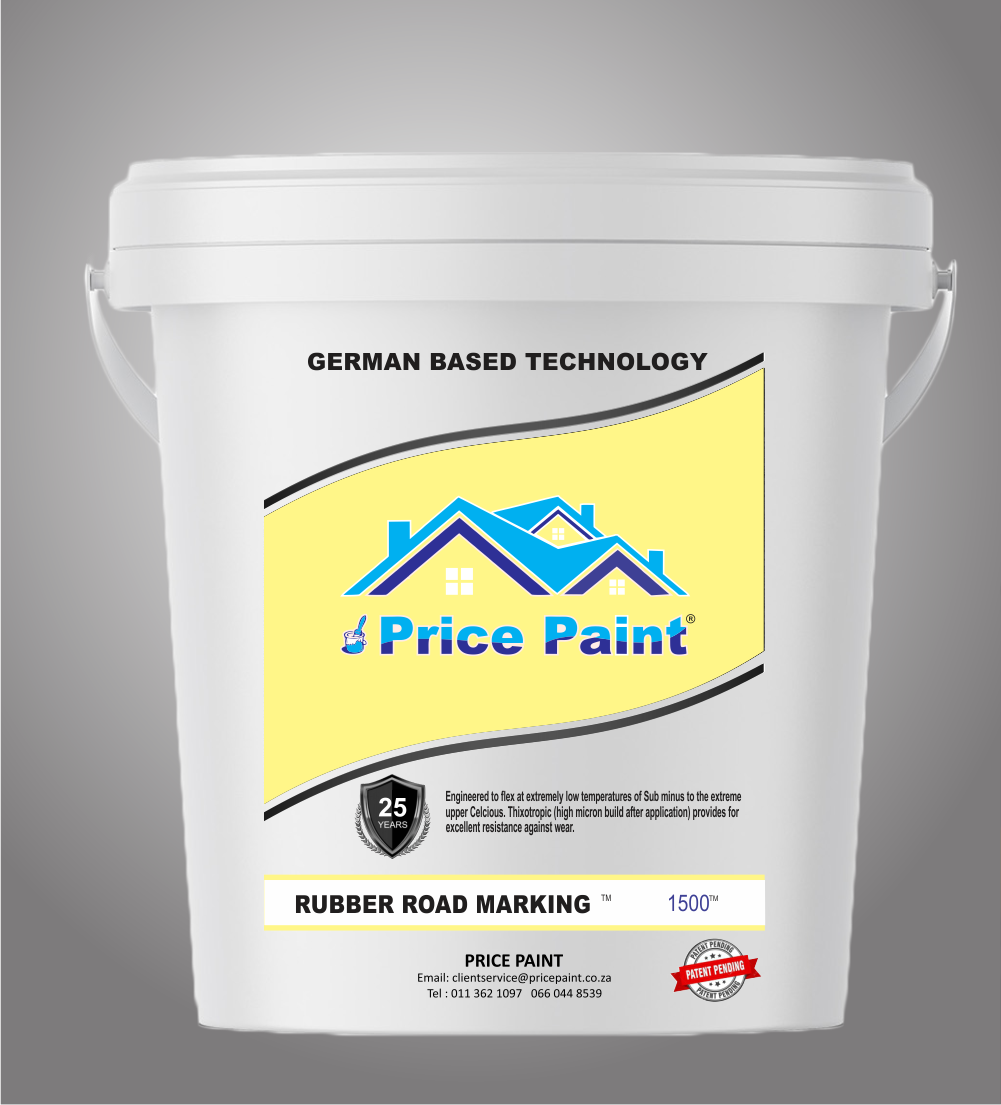 GERMAN BASED TECHNOLOGY
Price Paint®
25
YEARS
Engineered to flex at extremely low temperatures of Sub minus to the extreme
upper Celcious. Thixotropic (high micron build after application) provides for
excellent resistance against wear.
RUBBER ROAD MARKING TM 1500TM
PRICE PAINT
Email: clientservice@pricepaint.co.za
Tel : 011 362 1097 066 044 8539
PATENT PENDING
PATENT PENDING
PATENT PENDING